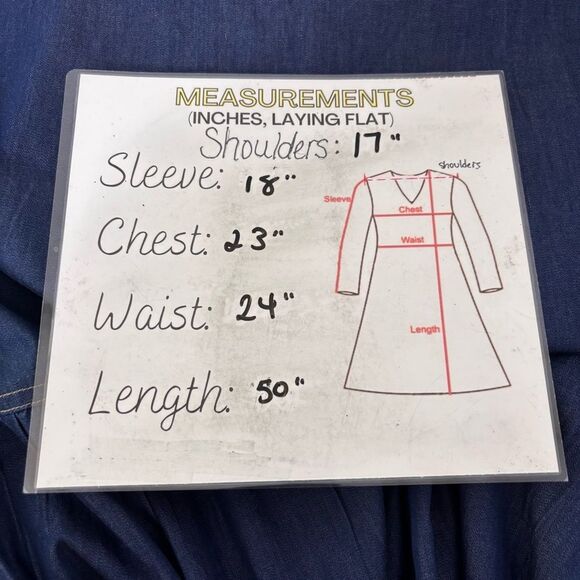 MEASUREMENTS
(INCHES, LAYING FLAT)
Shoulders: 17"
Sleeve: 18"
Chest: 23"
Waist: 24"
Length: 50"
shoulders
Sleeve
Chest
Waist
Length